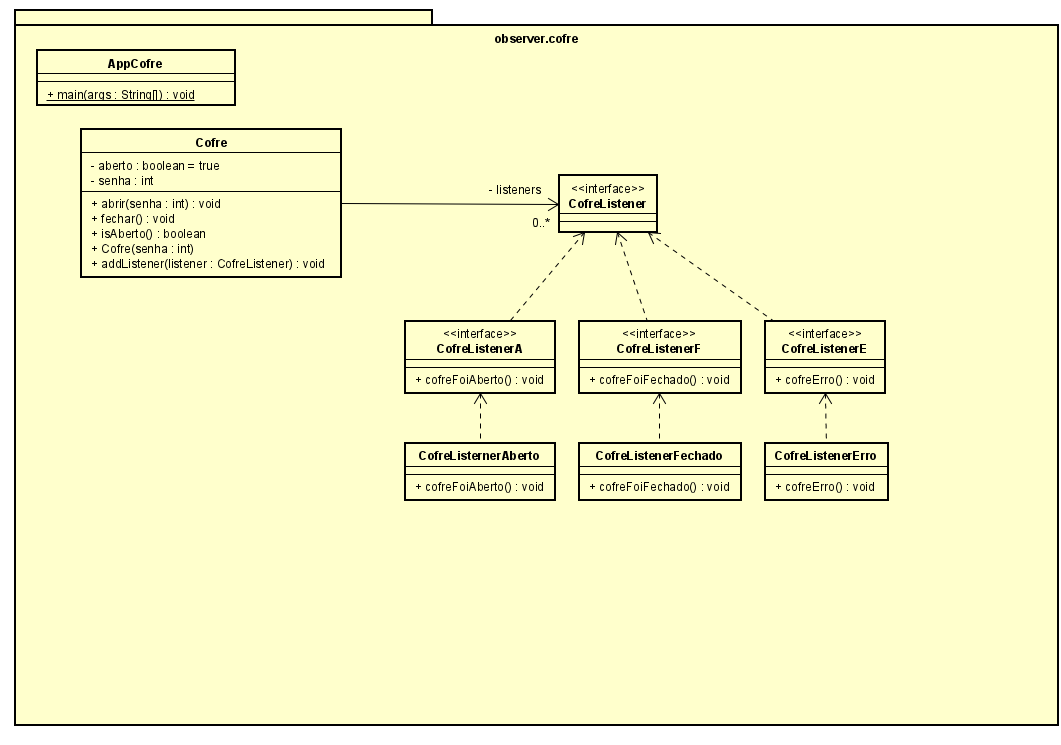 observer.cofre
AppCofre
+ main(args : String[]) : void
Cofre
- aberto : boolean = true
- senha : int
+ abrir(senha : int) : void
+ fechar() : void
+ isAberto() : boolean
+ Cofre(senha : int)
+ addListener(listener : CofreListener) : void
- listeners
0..*
<<interface>>
CofreListener
<<interface>>
CofreListenerA
+ cofreFoiAberto() : void
<<interface>>
CofreListenerF
+ cofreFoiFechado() : void
<<interface>>
CofreListenerE
+ cofreErro() : void
CofreListernerAberto
+ cofreFoiAberto() : void
CofreListenerFechado
+ cofreFoiFechado() : void
CofreListenerErro
+ cofreErro() : void